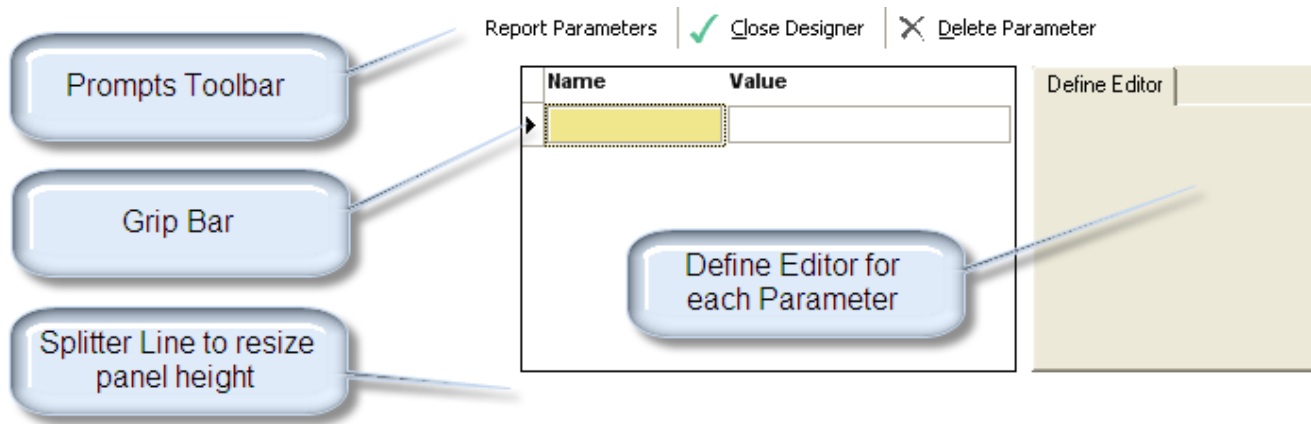 Report Parameters Close Designer Delete Parameter
Prompts Toolbar
Name Value
Define Editor
Grip Bar
Define Editor for
each Parameter
Splitter Line to resize
panel height